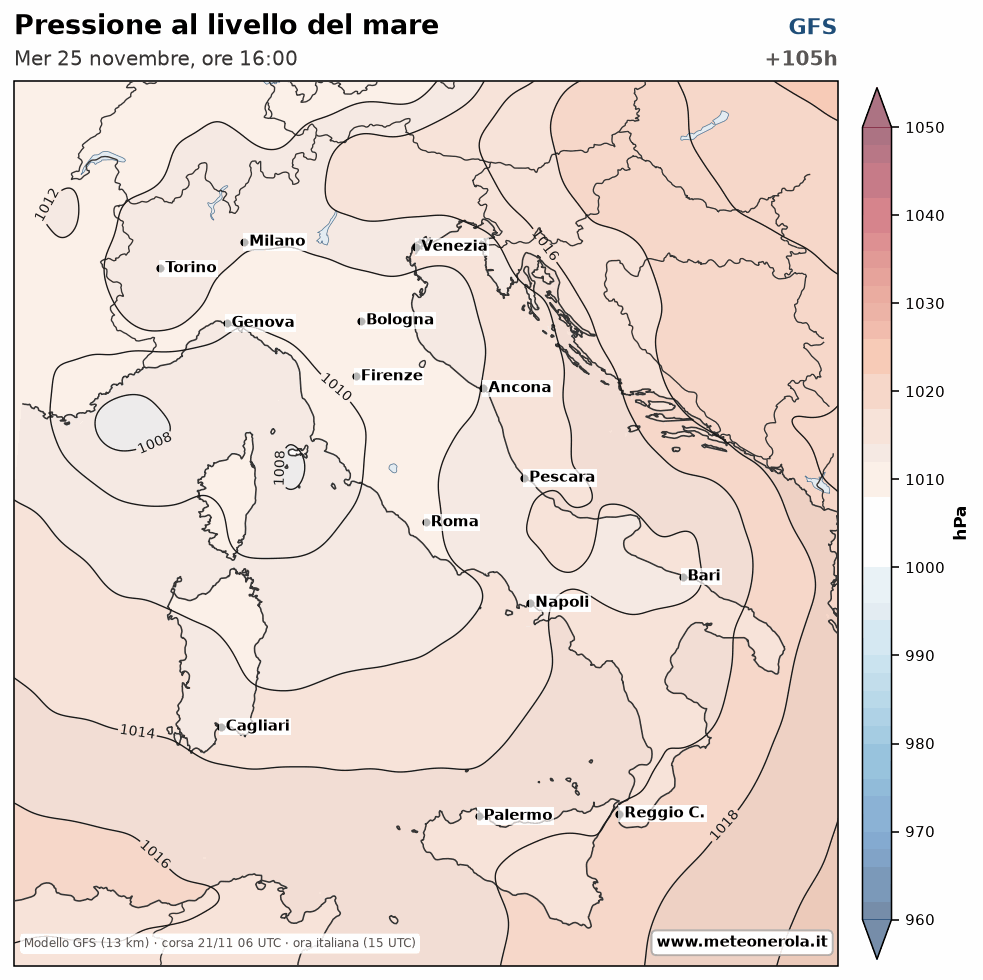 Pressione al livello del mare
GFS
Mer 25 novembre, ore 16:00
+105h
1050
1040
1030
1020
1010
1000
990
980
970
960
hPa
1012
Milano
Venezia
1016
Torino
Genova
Bologna
Firenze
1010
Ancona
1008
1008
Pescara
Roma
Bari
Napoli
Cagliari
1014
Palermo
Reggio C.
1018
1016
Modello GFS (13 km) · corsa 21/11 06 UTC · ora italiana (15 UTC)
www.meteonerola.it